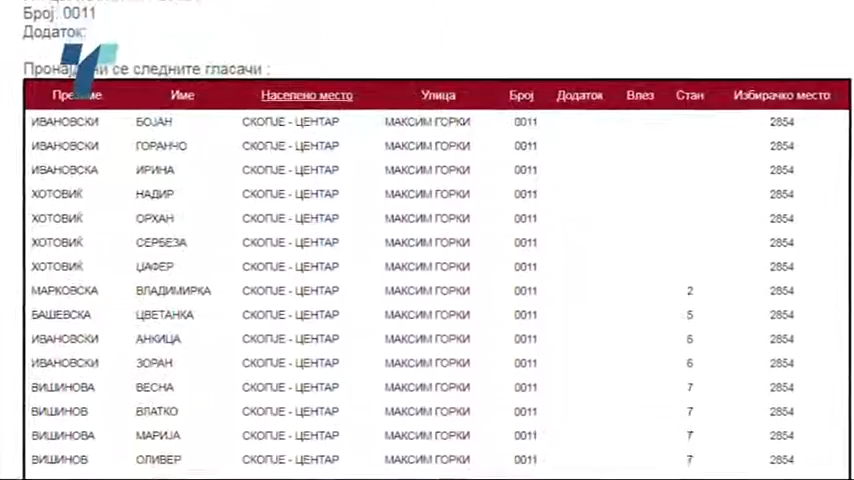 Број: 0011
Додаток:
се следните гласачи :
Име Населено место Улица Број Додаток Влез Стан Избирачко место
ИВАНОВСКИ БОЈАН СКОПЈЕ - ЦЕНТАР МАКСИМ ГОРКИ 0011 2854
ИВАНОВСКИ ГОРАНЧО СКОПЈЕ - ЦЕНТАР МАКСИМ ГОРКИ 0011 2854
ИВАНОВСКА ИРИНА СКОПЈЕ - ЦЕНТАР МАКСИМ ГОРКИ 0011 2854
ХОТОВИЌ НАДИР СКОПЈЕ - ЦЕНТАР МАКСИМ ГОРКИ 0011 2854
ХОТОВИЌ ОРХАН СКОПЈЕ - ЦЕНТАР МАКСИМ ГОРКИ 0011 2854
ХОТОВИЌ СЕРБЕЗА СКОПЈЕ - ЦЕНТАР МАКСИМ ГОРКИ 0011 2854
ХОТОВИЌ ЏАФЕР СКОПЈЕ - ЦЕНТАР МАКСИМ ГОРКИ 0011 2854
МАРКОВСКА ВЛАДИМИРКА СКОПЈЕ - ЦЕНТАР МАКСИМ ГОРКИ 0011 2 2854
БАШЕВСКА ЦВЕТАНКА СКОПЈЕ - ЦЕНТАР МАКСИМ ГОРКИ 0011 5 2854
ИВАНОВСКИ АНКИЦА СКОПЈЕ - ЦЕНТАР МАКСИМ ГОРКИ 0011 6 2854
ИВАНОВСКИ ЗОРАН СКОПЈЕ - ЦЕНТАР МАКСИМ ГОРКИ 0011 6 2854
ВИШИНОВА ВЕСНА СКОПЈЕ - ЦЕНТАР МАКСИМ ГОРКИ 0011 7 2854
ВИШИНОВ ВЛАТКО СКОПЈЕ - ЦЕНТАР МАКСИМ ГОРКИ 0011 7 2854
ВИШИНОВА МАРИЈА СКОПЈЕ - ЦЕНТАР МАКСИМ ГОРКИ 0011 7 2854
ВИШИНОВ ОЛИВЕР СКОПЈЕ - ЦЕНТАР МАКСИМ ГОРКИ 0011 7 2854